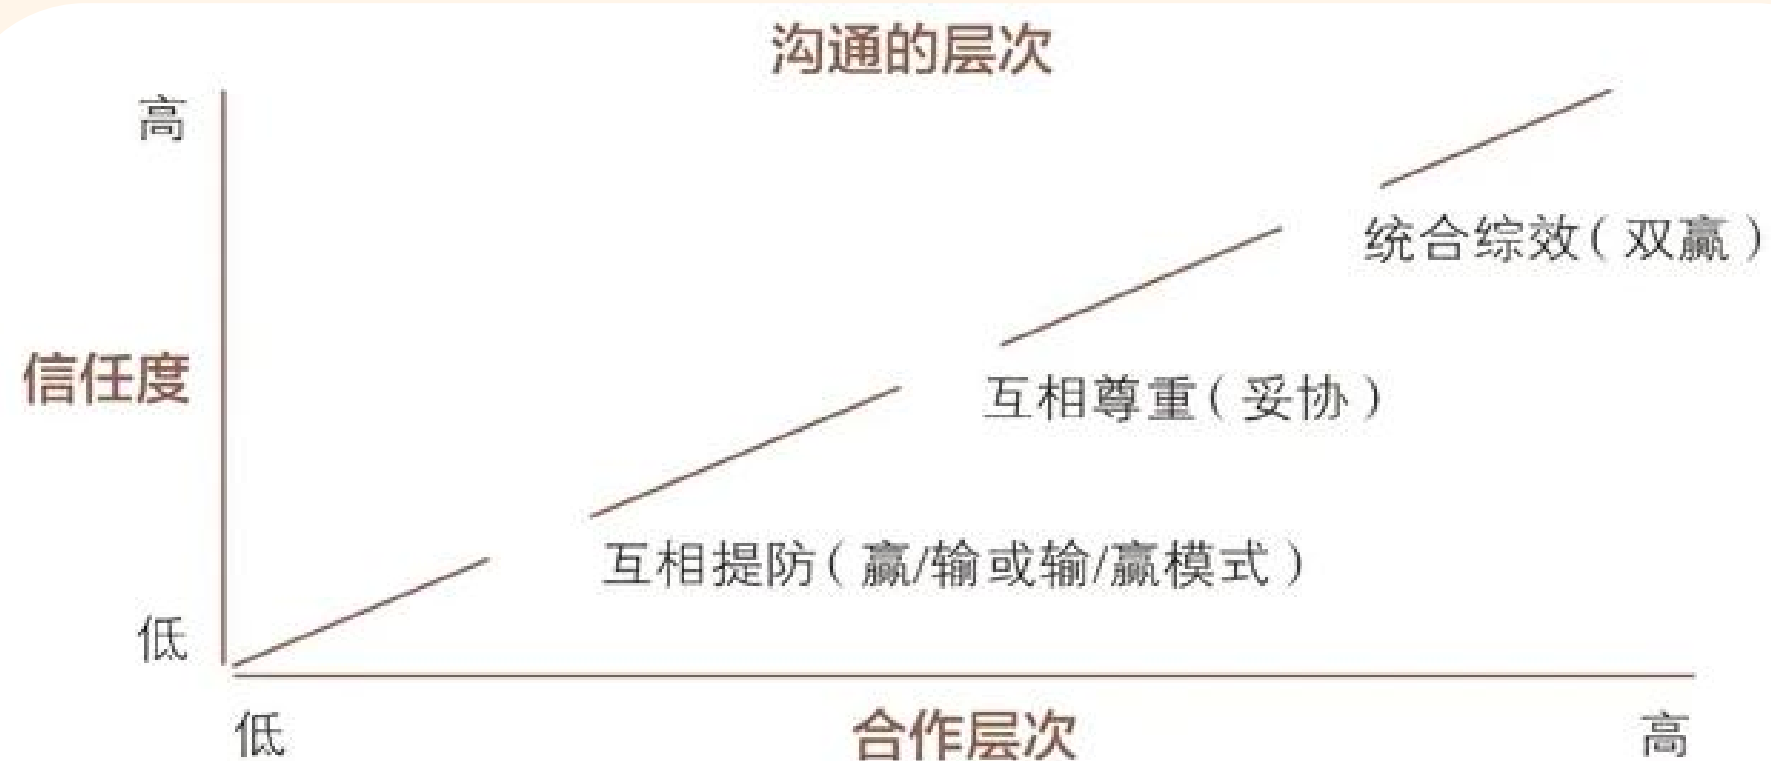 沟通的层次
高
统合综效(双赢)
信任度
互相尊重(妥协)
互相提防(赢/输或输/赢模式)
低
低
合作层次
高